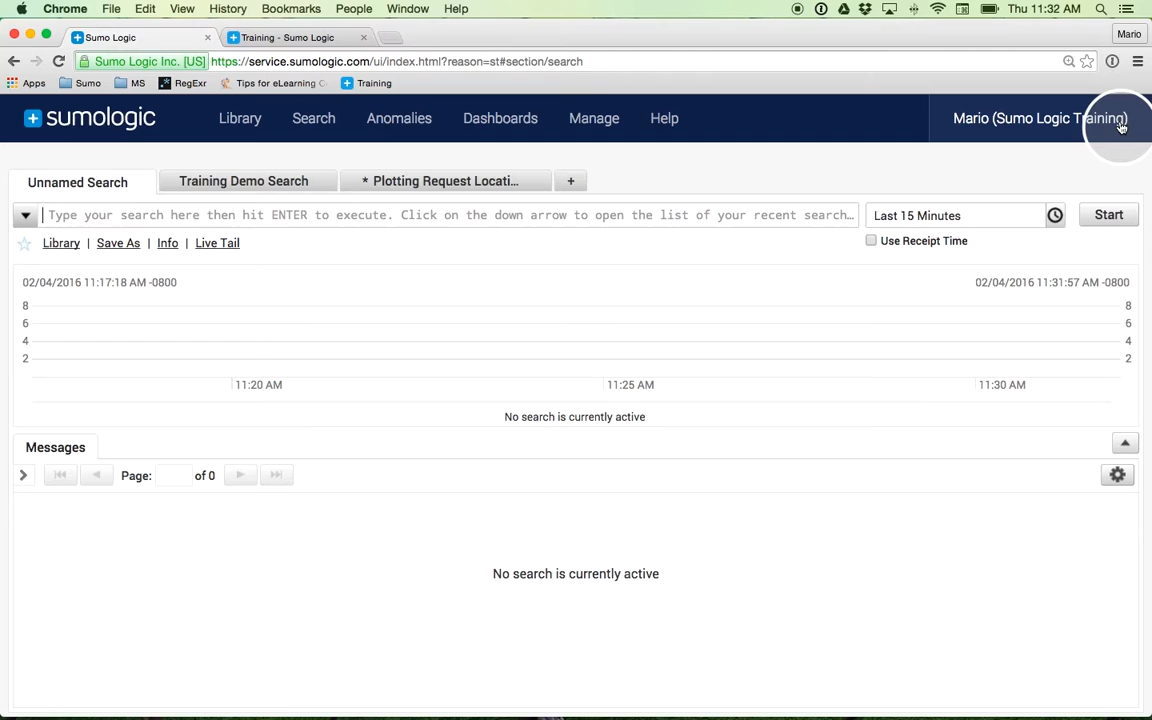 Chrome File Edit View History Bookmarks People Window Help Thu 11:32 AM
Sumo Logic Training - Sumo Logic Mario
Sumo Logic Inc. [US] https://service.sumologic.com/ui/index.html?reason=st#section/search
Apps Sumo MS RegExr Tips for eLearning C Training
sumologic Library Search Anomalies Dashboards Manage Help Mario (Sumo Logic Training)
Unnamed Search Training Demo Search * Plotting Request Locati... +
Type your search here then hit ENTER to execute. Click on the down arrow to open the list of your recent search... Last 15 Minutes Start
Library | Save As | Info | Live Tail Use Receipt Time
02/04/2016 11:17:18 AM -0800 02/04/2016 11:31:57 AM -0800
8 8
6 6
4 4
2 2
11:20 AM 11:25 AM 11:30 AM
No search is currently active
Messages
Page: of 0
No search is currently active